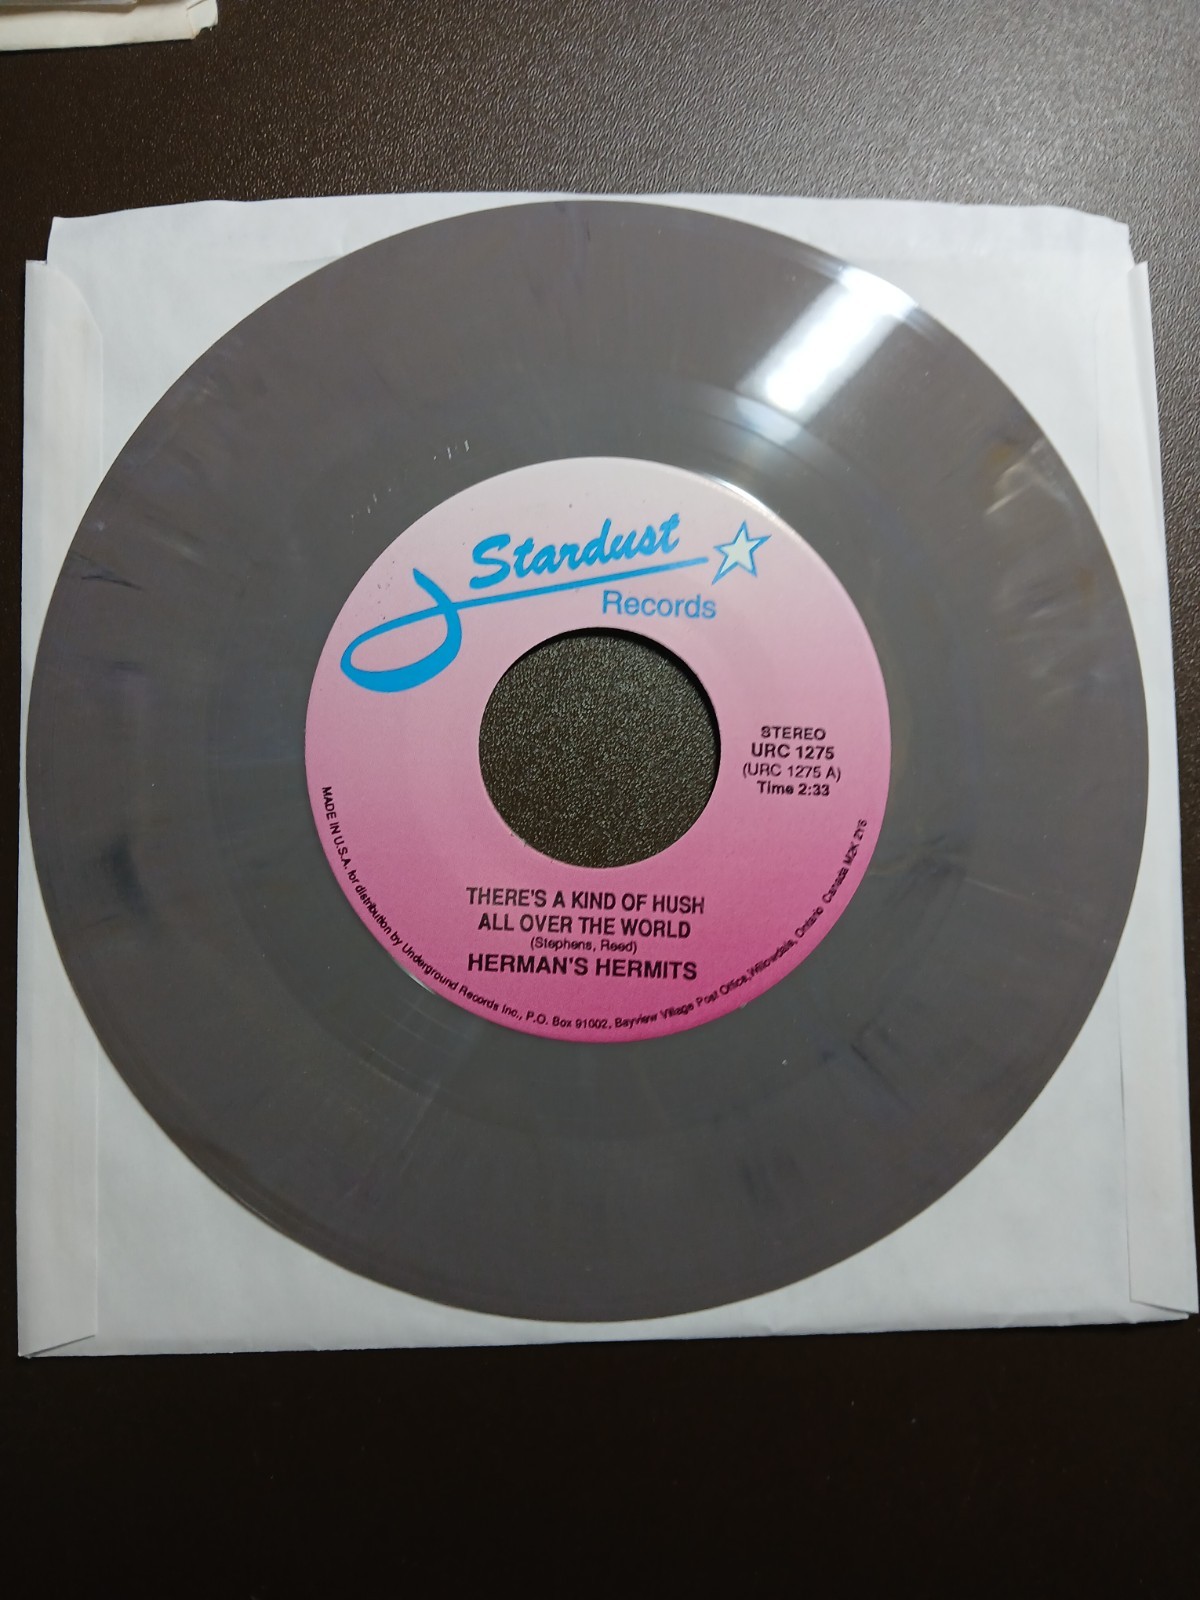 Stardust
Records
STEREO
URC 1275
(URC 1275 A)
Time 2:33
THERE'S A KIND OF HUSH
ALL OVER THE WORLD
(Stephens, Reed)
HERMAN'S HERMITS
MADE IN U.S.A. for distribution by Underground Records Inc., P.O. Box 91002, Bayview Village Post Office, Willowdale, Ontario Canada M2K 2Y6